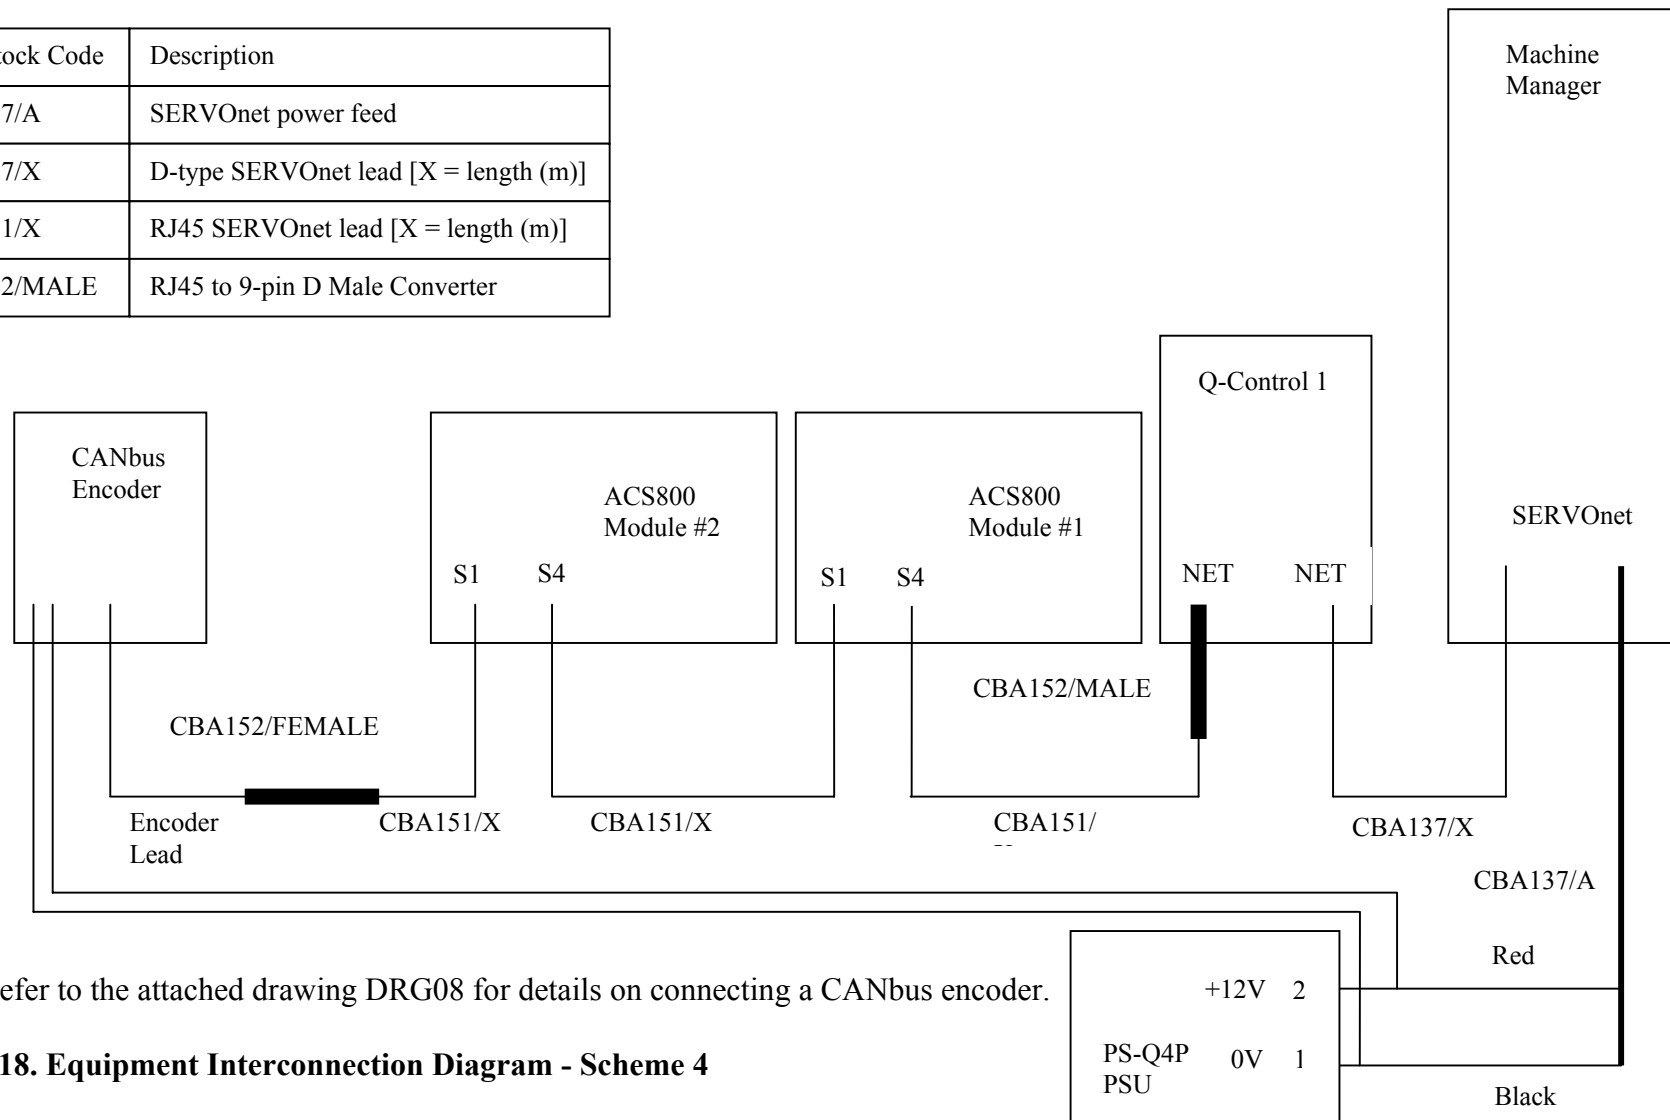 tock Code Description
7/A SERVOnet power feed
7/X D-type SERVOnet lead [X = length (m)]
1/X RJ45 SERVOnet lead [X = length (m)]
2/MALE RJ45 to 9-pin D Male Converter
Machine
Manager
Q-Control 1
CANbus
Encoder
ACS800
Module #2
ACS800
Module #1
SERVOnet
S1 S4
S1 S4
NET NET
CBA152/MALE
CBA152/FEMALE
Encoder
Lead
CBA151/X
CBA151/X
CBA151/
CBA137/X
CBA137/A
Red
efer to the attached drawing DRG08 for details on connecting a CANbus encoder.
+12V 2
PS-Q4P
PSU
0V 1
18. Equipment Interconnection Diagram - Scheme 4
Black